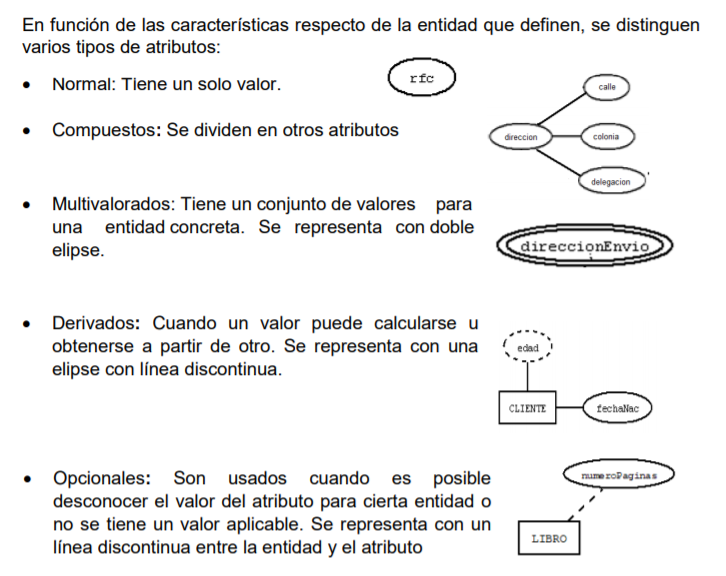 En función de las características respecto de la entidad que definen, se distinguen
varios tipos de atributos:
• Normal: Tiene un solo valor.
rfc
• Compuestos: Se dividen en otros atributos
direccion
calle
colonia
delegacion
• Multivalorados: Tiene un conjunto de valores para
una entidad concreta. Se representa con doble
elipse.
direccionEnvio
• Derivados: Cuando un valor puede calcularse u
obtenerse a partir de otro. Se representa con una
elipse con línea discontinua.
edad
CLIENTE
fechaNac
• Opcionales: Son usados cuando es posible
desconocer el valor del atributo para cierta entidad o
no se tiene un valor aplicable. Se representa con un
línea discontinua entre la entidad y el atributo
numeroPaginas
LIBRO